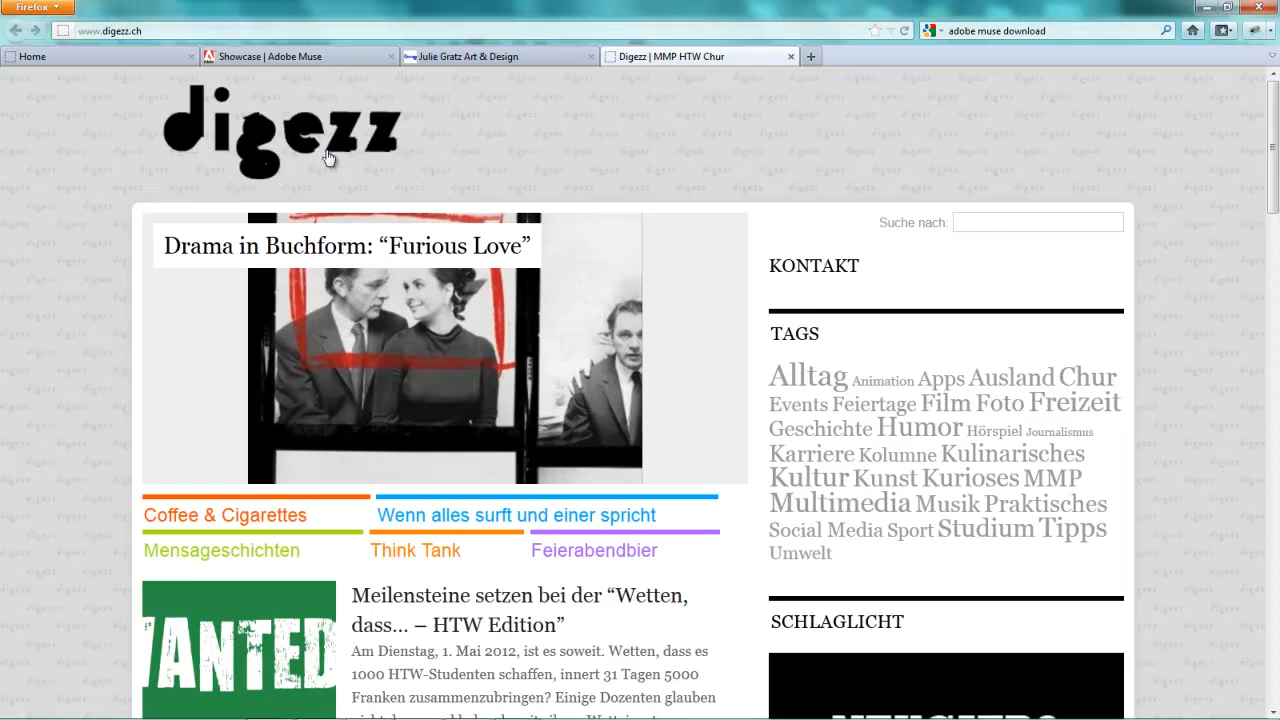 Firefox
www.digezz.ch
adobe muse download
Home
Showcase | Adobe Muse
Julie Gratz Art & Design
Digezz | MMP HTW Chur
digezz
Drama in Buchform: “Furious Love”
Suche nach:
KONTAKT
TAGS
Alltag Animation Apps Ausland Chur
Events Feiertage Film Foto Freizeit
Geschichte Humor Hörspiel Journalismus
Karriere Kolumne Kulinarisches
Kultur Kunst Kurioses MMP
Multimedia Musik Praktisches
Social Media Sport Studium Tipps
Umwelt
Coffee & Cigarettes
Wenn alles surft und einer spricht
Mensageschichten
Think Tank
Feierabendbier
WANTED
Meilensteine setzen bei der “Wetten,
dass... – HTW Edition”
Am Dienstag, 1. Mai 2012, ist es soweit. Wetten, dass es
1000 HTW-Studenten schaffen, innert 31 Tagen 5000
Franken zusammenzubringen? Einige Dozenten glauben
SCHLAGLICHT